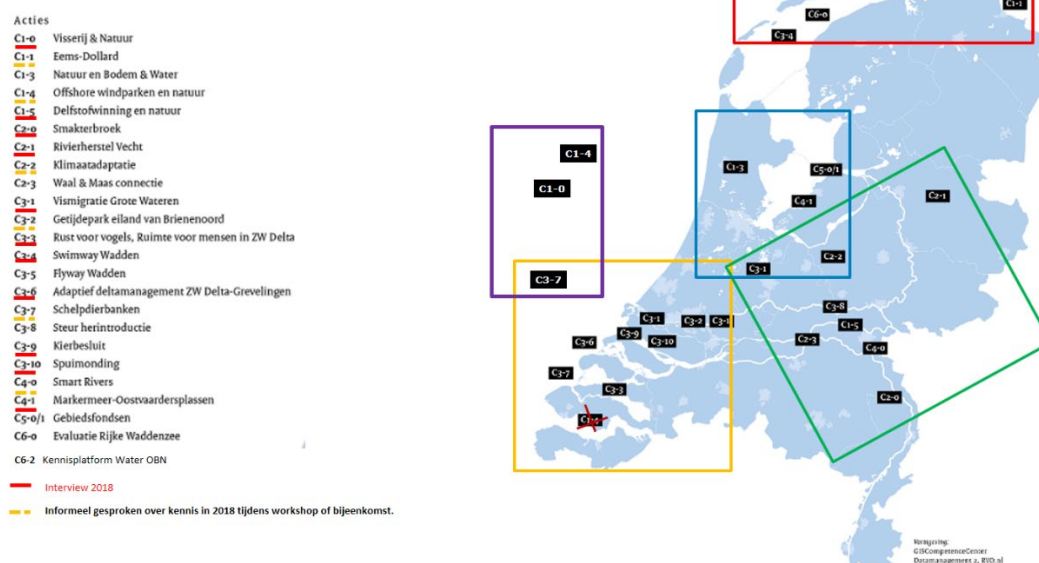 Acties
C1-0 Visserij & Natuur
C1-1 Eems-Dollard
C1-3 Natuur en Bodem & Water
C1-4 Offshore windparken en natuur
C1-5 Delfstofwinning en natuur
C2-0 Smakterbroek
C2-1 Rivierherstel Vecht
C2-2 Klimaatadaptatie
C2-3 Waal & Maas connectie
C3-1 Vismigratie Grote Wateren
C3-2 Getijdepark eiland van Brienenoord
C3-3 Rust voor vogels, Ruimte voor mensen in ZW Delta
C3-4 Swimway Wadden
C3-5 Flyway Wadden
C3-6 Adaptief deltamanagement ZW Delta-Grevelingen
C3-7 Schelpdierbanken
C3-8 Steur herintroductie
C3-9 Kierbesluit
C3-10 Spuimonding
C4-0 Smart Rivers
C4-1 Markermeer-Oostvaardersplassen
C5-0/1 Gebiedsfondsen
C6-0 Evaluatie Rijke Waddenzee
C6-2 Kennisplatform Water OBN
Interview 2018
Informeel gesproken over kennis in 2018 tijdens workshop of bijeenkomst.
C1-1
C6-0
C3-4
C1-4
C1-0
C3-7
C1-3
C5-0/1
C4-1
C2-1
C2-2
C3-1
C3-8
C3-1
C3-2
C3-1
C1-5
C3-9
C3-10
C3-6
C2-3
C4-0
C3-7
C3-3
C2-0
Vormgeving:
GISCompetenceCenter
Datamanagement 2, RVO.nl